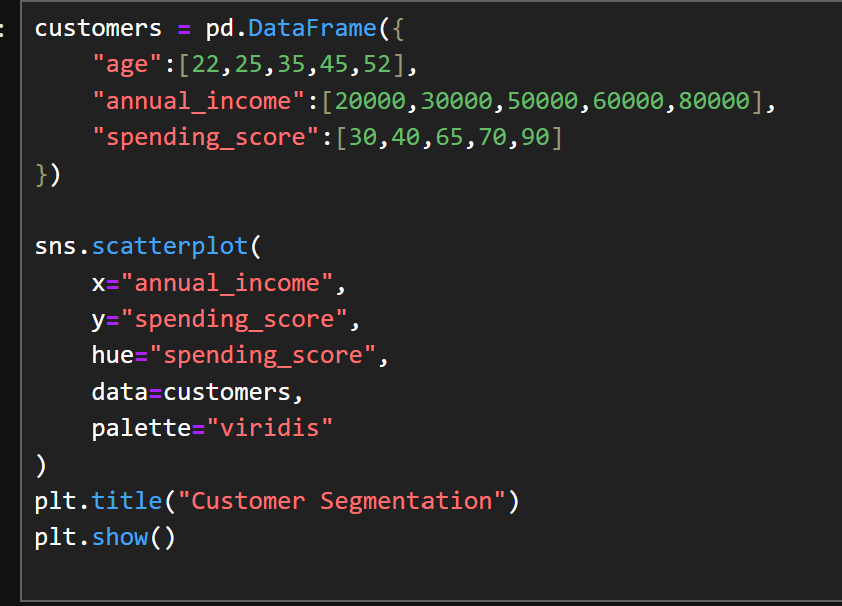 :
customers = pd.DataFrame({
    "age":[22,25,35,45,52],
    "annual_income":[20000,30000,50000,60000,80000],
    "spending_score":[30,40,65,70,90]
})

sns.scatterplot(
    x="annual_income",
    y="spending_score",
    hue="spending_score",
    data=customers,
    palette="viridis"
)
plt.title("Customer Segmentation")
plt.show()